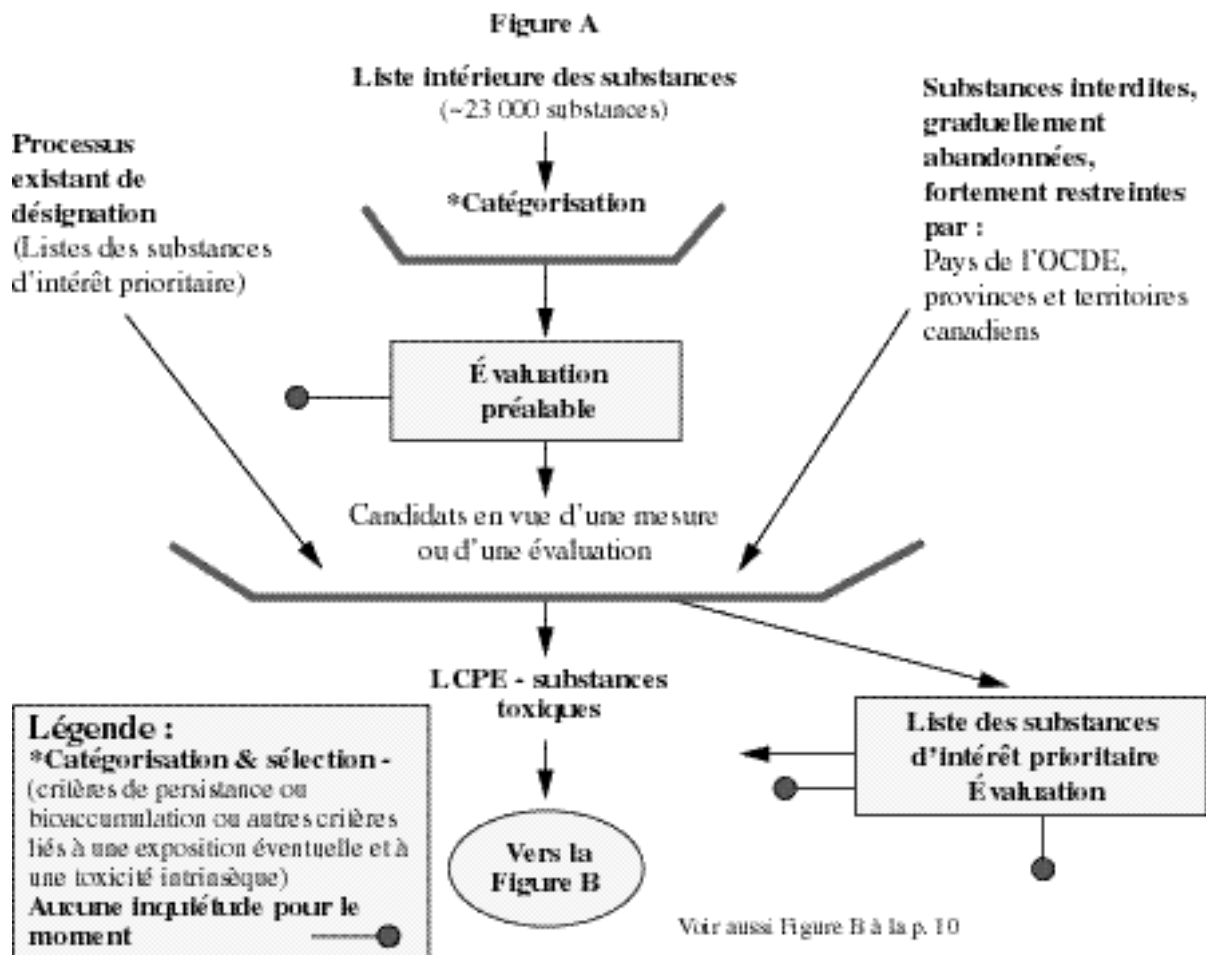 Figure A
Liste intérieure des substances
(~23 000 substances)
Processus
existant de
désignation
(Listes des substances
d'intérêt prioritaire)
*Catégorisation
Substances interdites,
graduellement
abandonnées,
fortement restreintes
par :
Pays de l'OCDE,
provinces et territoires
canadiens
Évaluation
préalable
Candidats en vue d'une mesure
ou d'une évaluation
LCPE - substances
toxiques
Liste des substances
d'intérêt prioritaire
Évaluation
Vers la
Figure B
Légende :
*Catégorisation & sélection -
(critères de persistance ou
bioaccumulation ou autres critères
liés à une exposition éventuelle et à
une toxicité intrinsèque)
Aucune inquiétude pour le
moment
Voir aussi Figure B à la p. 10